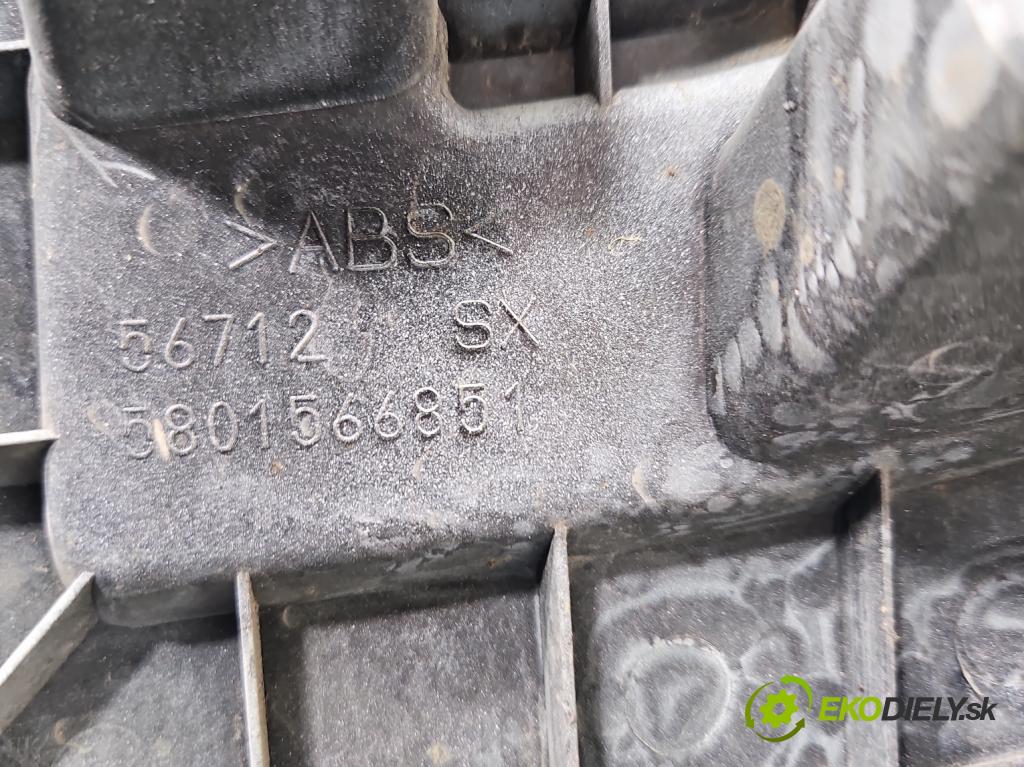 >ABS<
56712 SX
5801566851
EKODIELY.sk